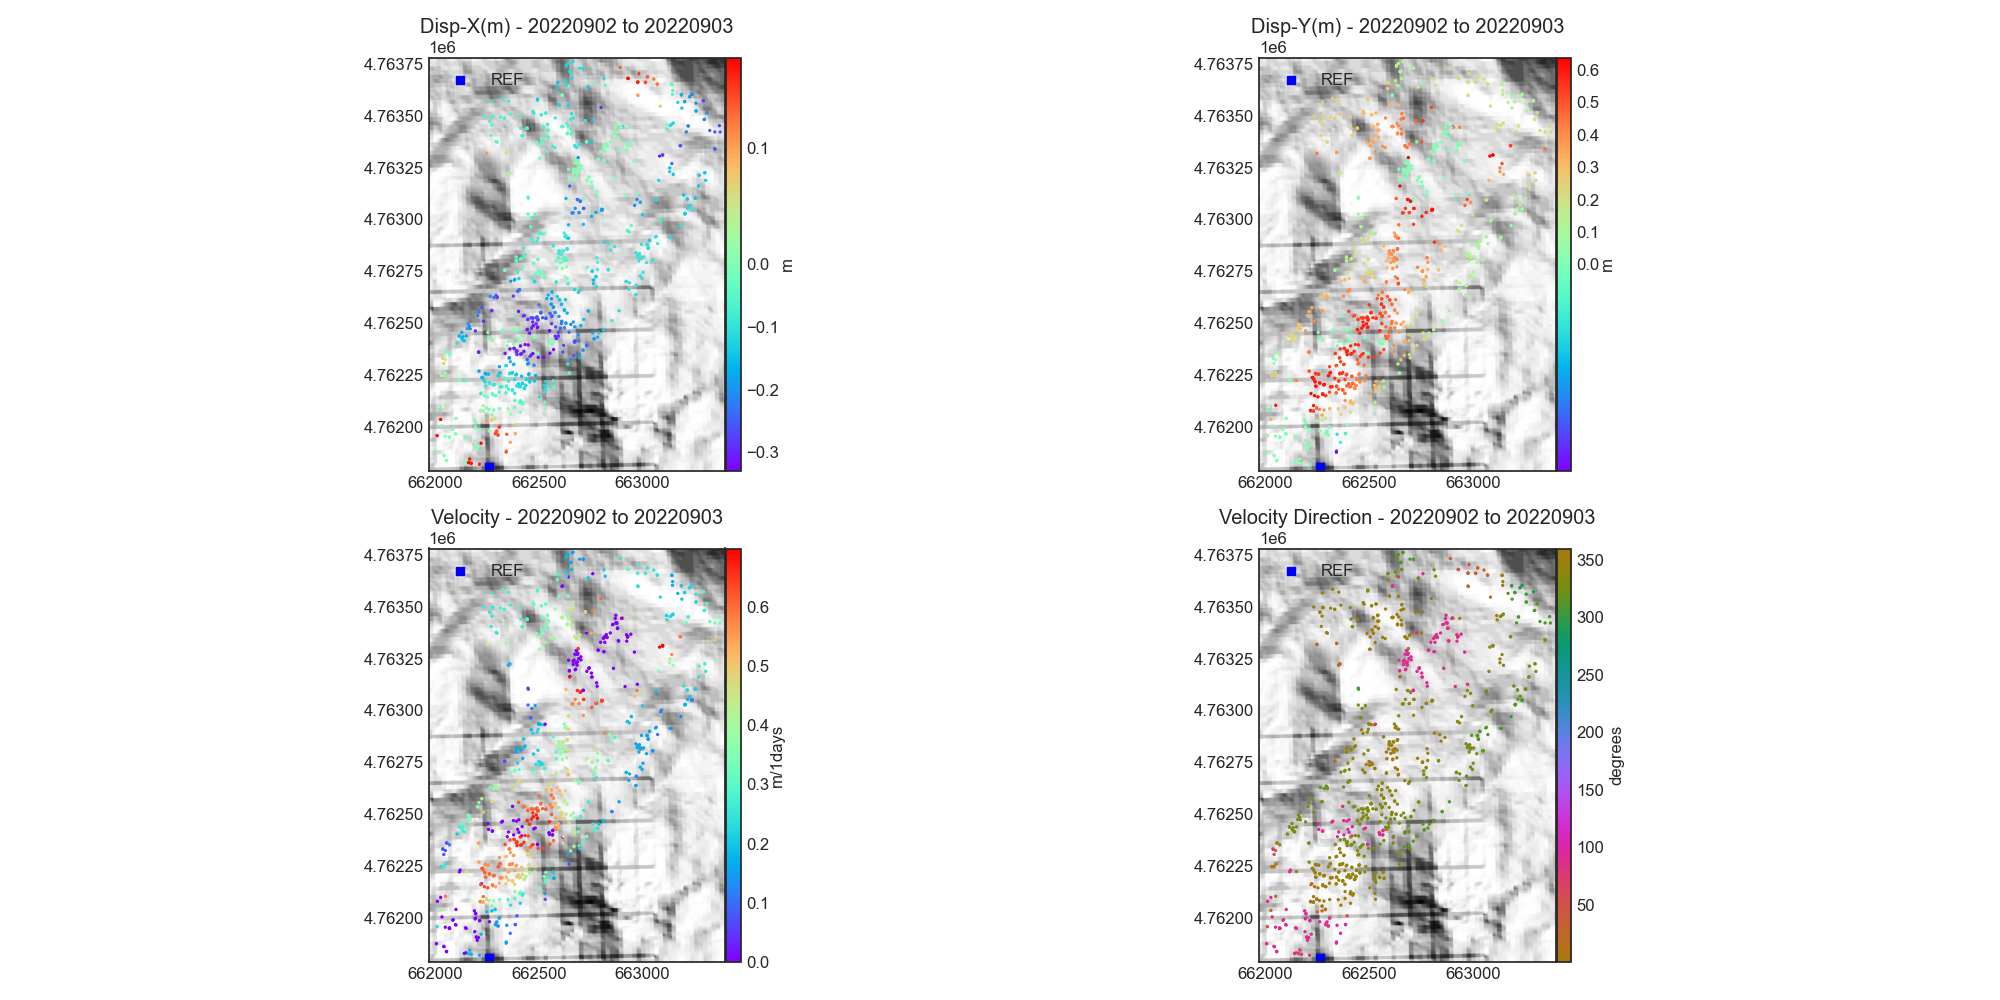 Disp-X(m) - 20220902 to 20220903
1e6
REF
4.76375
4.76350
4.76325
4.76300
4.76275
4.76250
4.76225
4.76200
662000 662500 663000
0.1
0.0
−0.1
−0.2
−0.3
m
Disp-Y(m) - 20220902 to 20220903
1e6
REF
4.76375
4.76350
4.76325
4.76300
4.76275
4.76250
4.76225
4.76200
662000 662500 663000
0.6
0.5
0.4
0.3
0.2
0.1
0.0
m
Velocity - 20220902 to 20220903
1e6
REF
4.76375
4.76350
4.76325
4.76300
4.76275
4.76250
4.76225
4.76200
662000 662500 663000
0.6
0.5
0.4
0.3
0.2
0.1
0.0
m/1days
Velocity Direction - 20220902 to 20220903
1e6
REF
4.76375
4.76350
4.76325
4.76300
4.76275
4.76250
4.76225
4.76200
662000 662500 663000
350
300
250
200
150
100
50
degrees